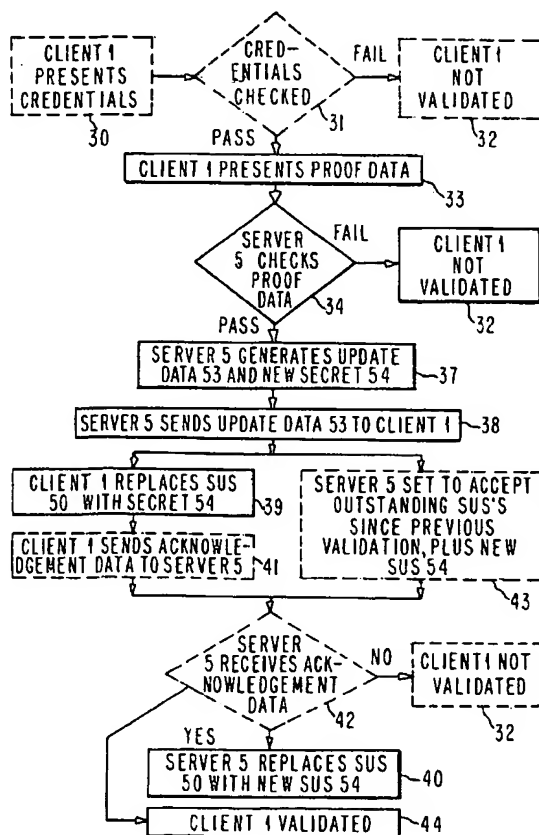 CLIENT 1
PRESENTS
CREDENTIALS
30
CRED-
ENTIALS
CHECKED
31
FAIL
CLIENT 1
NOT
VALIDATED
32
PASS
CLIENT 1 PRESENTS PROOF DATA
33
SERVER
5 CHECKS
PROOF
DATA
34
FAIL
CLIENT 1
NOT
VALIDATED
32
PASS
SERVER 5 GENERATES UPDATE
DATA 53 AND NEW SECRET 54
37
SERVER 5 SENDS UPDATE DATA 53 TO CLIENT 1
38
CLIENT 1 REPLACES SUS
50 WITH SECRET 54
39
CLIENT 1 SENDS ACKNOWLE-
DGEMENT DATA TO SERVER 5
41
SERVER 5 SET TO ACCEPT
OUTSTANDING SUS'S
SINCE PREVIOUS
VALIDATION, PLUS NEW
SUS 54
43
SERVER
5 RECEIVES ACK-
NOWLEDGEMENT
DATA
42
NO
CLIENT 1 NOT
VALIDATED
32
YES
SERVER 5 REPLACES SUS
50 WITH NEW SUS 54
40
CLIENT 1 VALIDATED
44